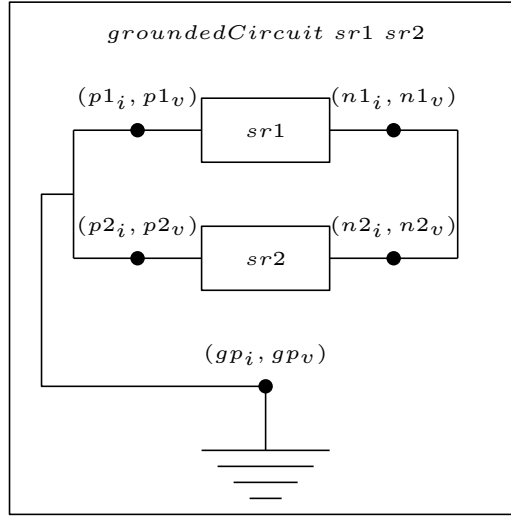 groundedCircuit sr1 sr2
(p1ᵢ, p1ᵥ) (n1ᵢ, n1ᵥ)
sr1
(p2ᵢ, p2ᵥ) (n2ᵢ, n2ᵥ)
sr2
(gpᵢ, gpᵥ)